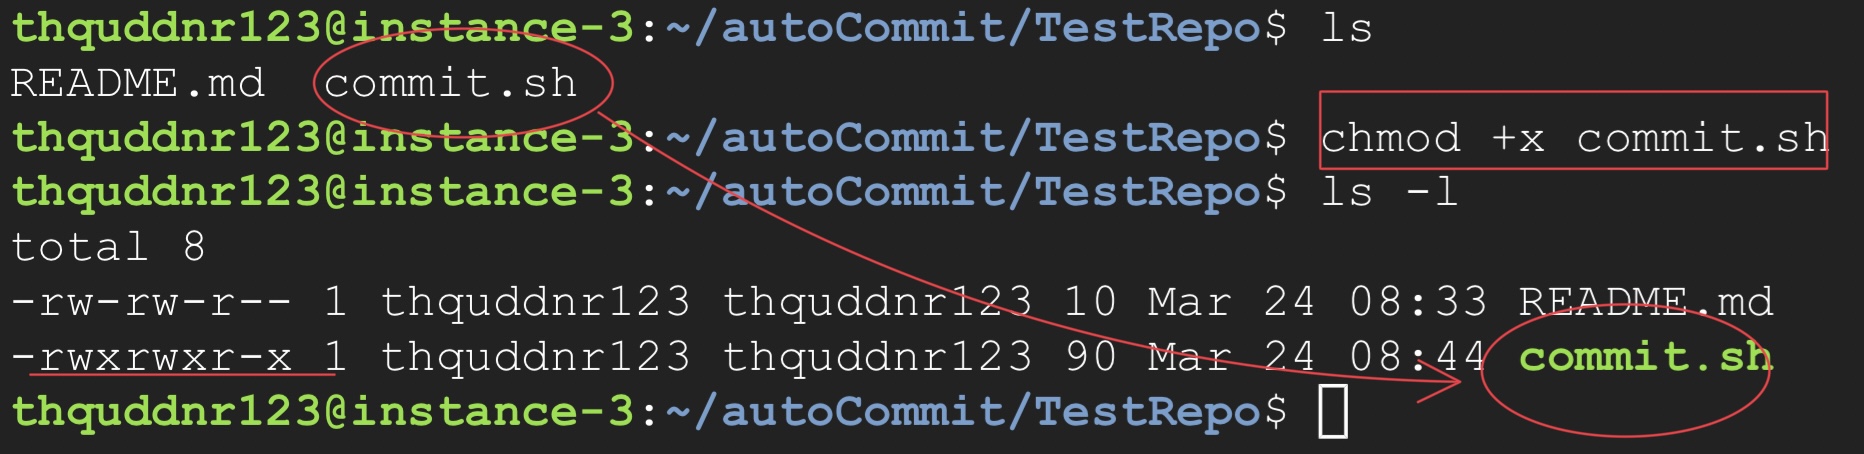 thquddnr123@instance-3:~/autoCommit/TestRepo$ ls
README.md  commit.sh
thquddnr123@instance-3:~/autoCommit/TestRepo$ chmod +x commit.sh
thquddnr123@instance-3:~/autoCommit/TestRepo$ ls -l
total 8
-rw-rw-r-- 1 thquddnr123 thquddnr123 10 Mar 24 08:33 README.md
-rwxrwxr-x 1 thquddnr123 thquddnr123 90 Mar 24 08:44 commit.sh
thquddnr123@instance-3:~/autoCommit/TestRepo$